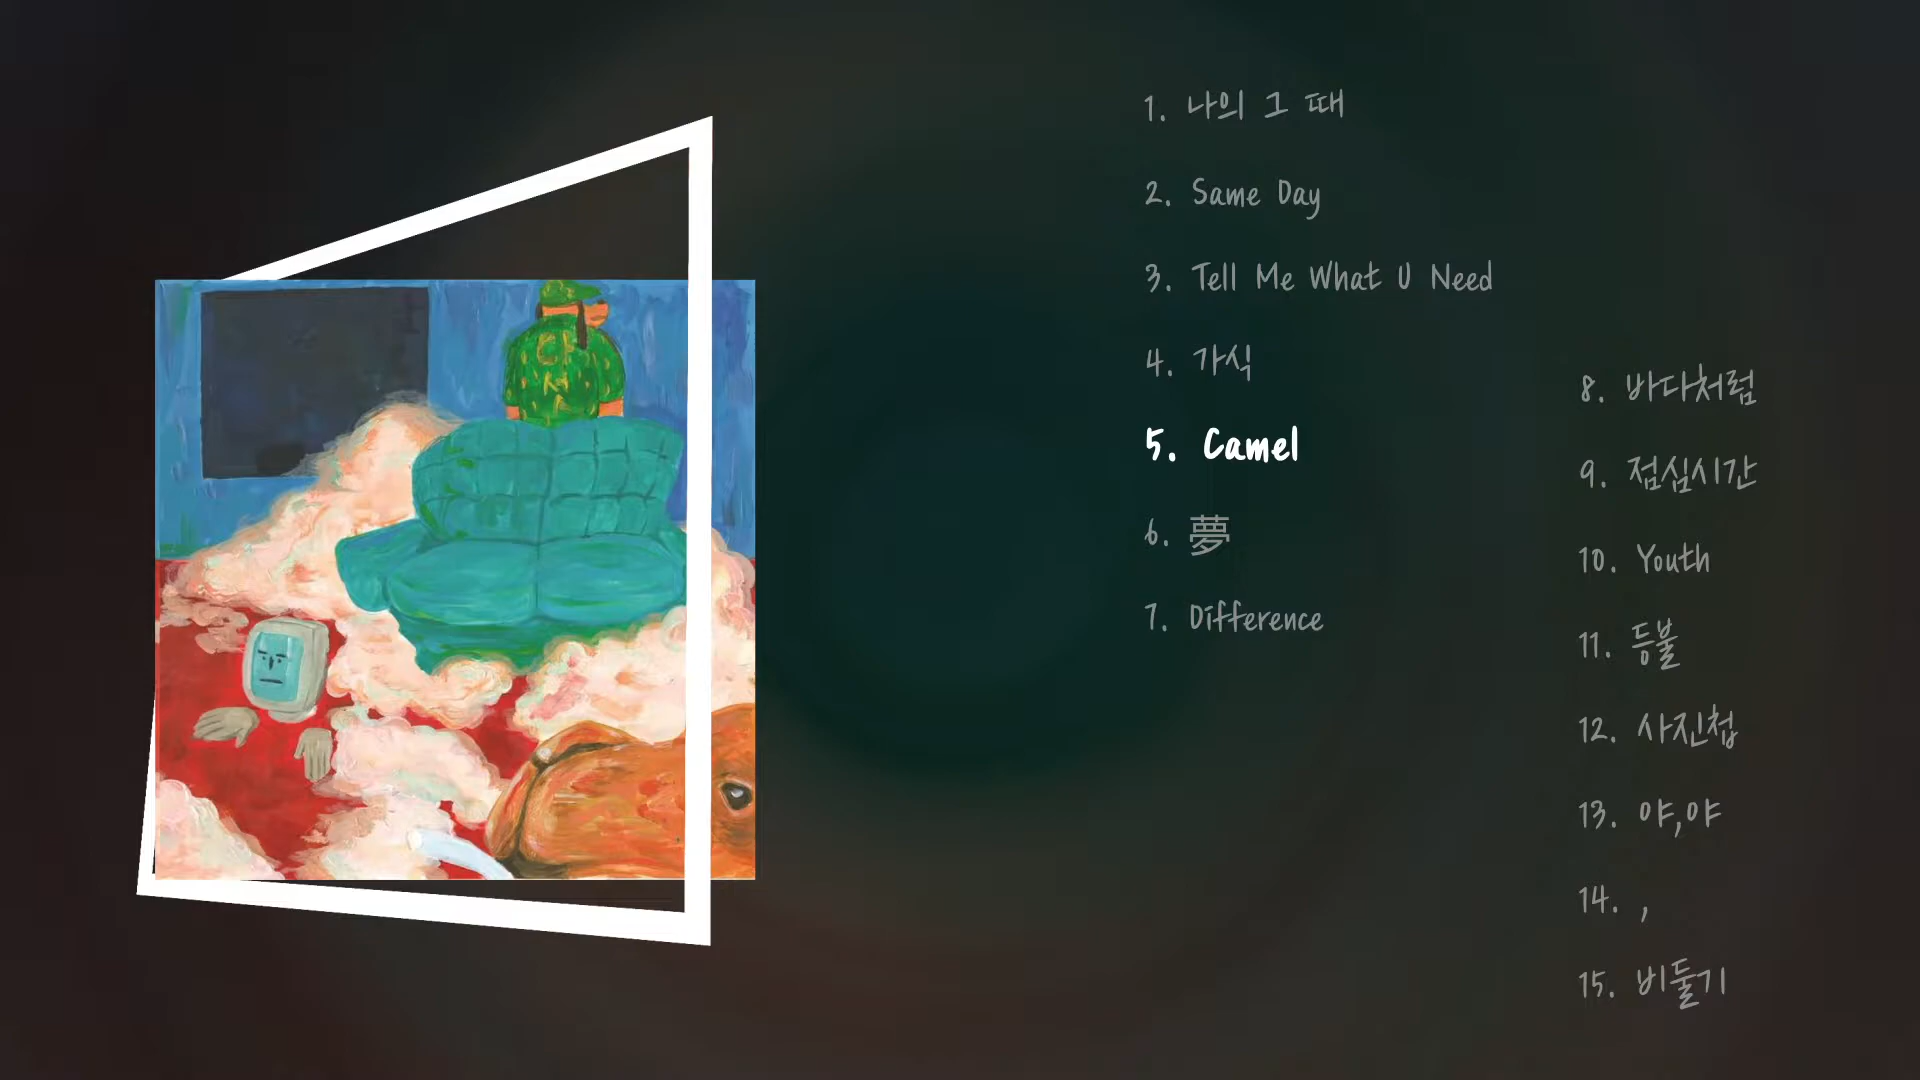 1. 나의 그 때
2. Same Day
3. Tell Me What U Need
4. 가식
5. Camel
6. 夢
7. Difference
8. 바다처럼
9. 점심시간
10. Youth
11. 등불
12. 사진첩
13. 야,야
14. ,
15. 비둘기